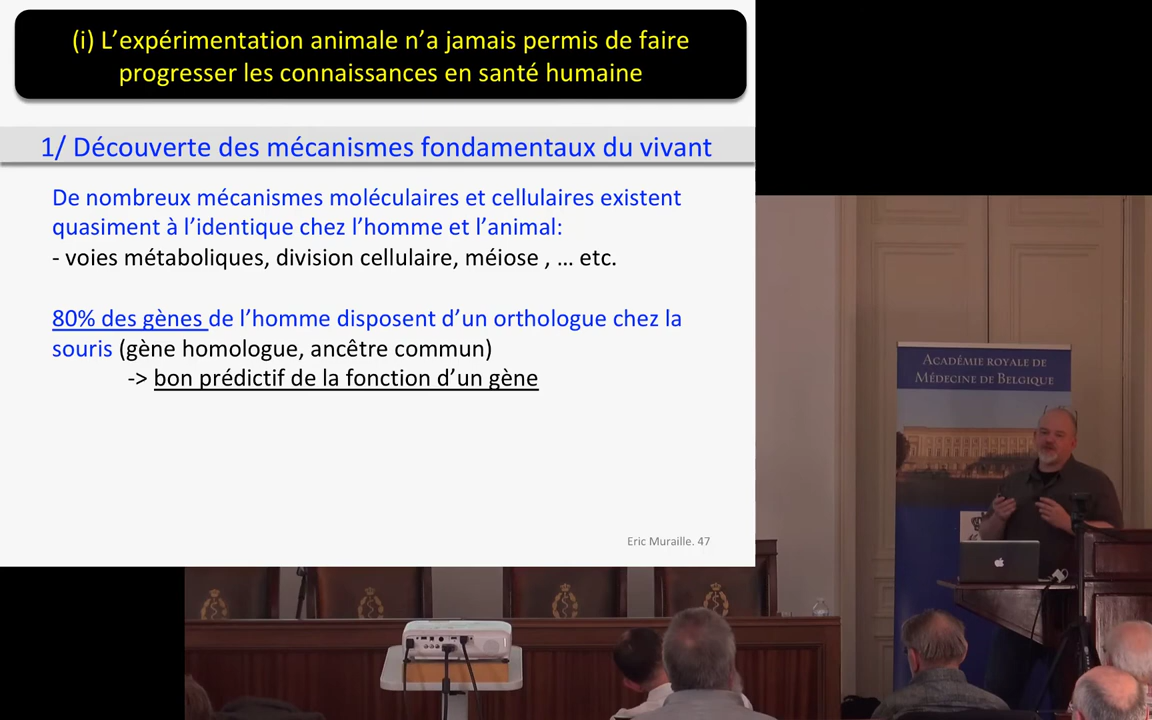 (i) L’expérimentation animale n’a jamais permis de faire
progresser les connaissances en santé humaine
1/ Découverte des mécanismes fondamentaux du vivant
De nombreux mécanismes moléculaires et cellulaires existent
quasiment à l’identique chez l’homme et l’animal:
- voies métaboliques, division cellulaire, méiose , … etc.
80% des gènes de l’homme disposent d’un orthologue chez la
souris (gène homologue, ancêtre commun)
-> bon prédictif de la fonction d’un gène
Eric Muraille. 47
Académie royale de
Médecine de Belgique